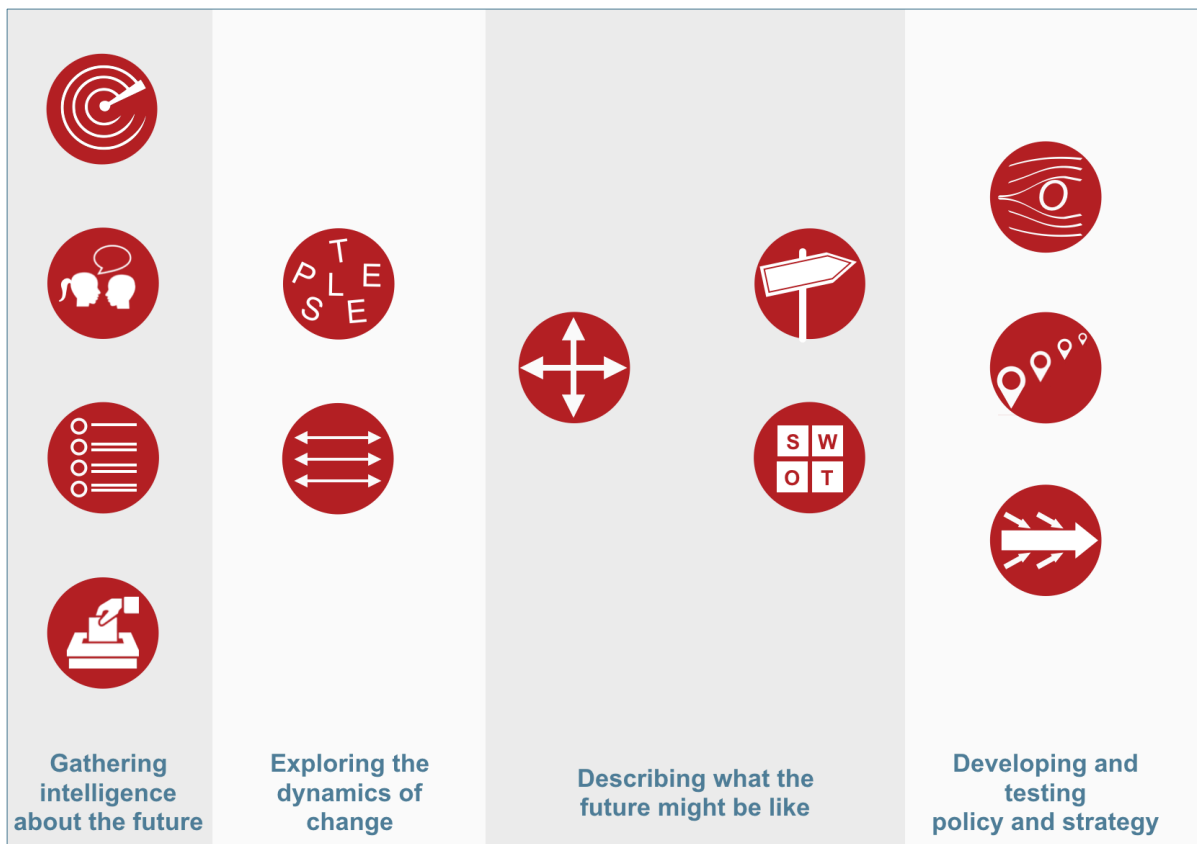 T
P L E
S E
S W
O T
Gathering
intelligence
about the future
Exploring the
dynamics of
change
Describing what the
future might be like
Developing and
testing
policy and strategy